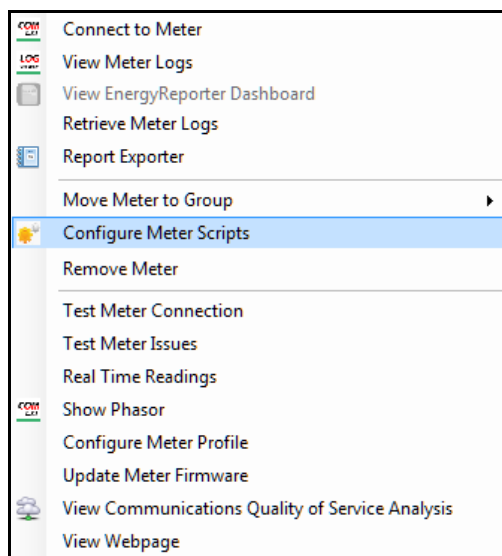 Connect to Meter
View Meter Logs
View EnergyReporter Dashboard
Retrieve Meter Logs
Report Exporter
Move Meter to Group
Configure Meter Scripts
Remove Meter
Test Meter Connection
Test Meter Issues
Real Time Readings
Show Phasor
Configure Meter Profile
Update Meter Firmware
View Communications Quality of Service Analysis
View Webpage